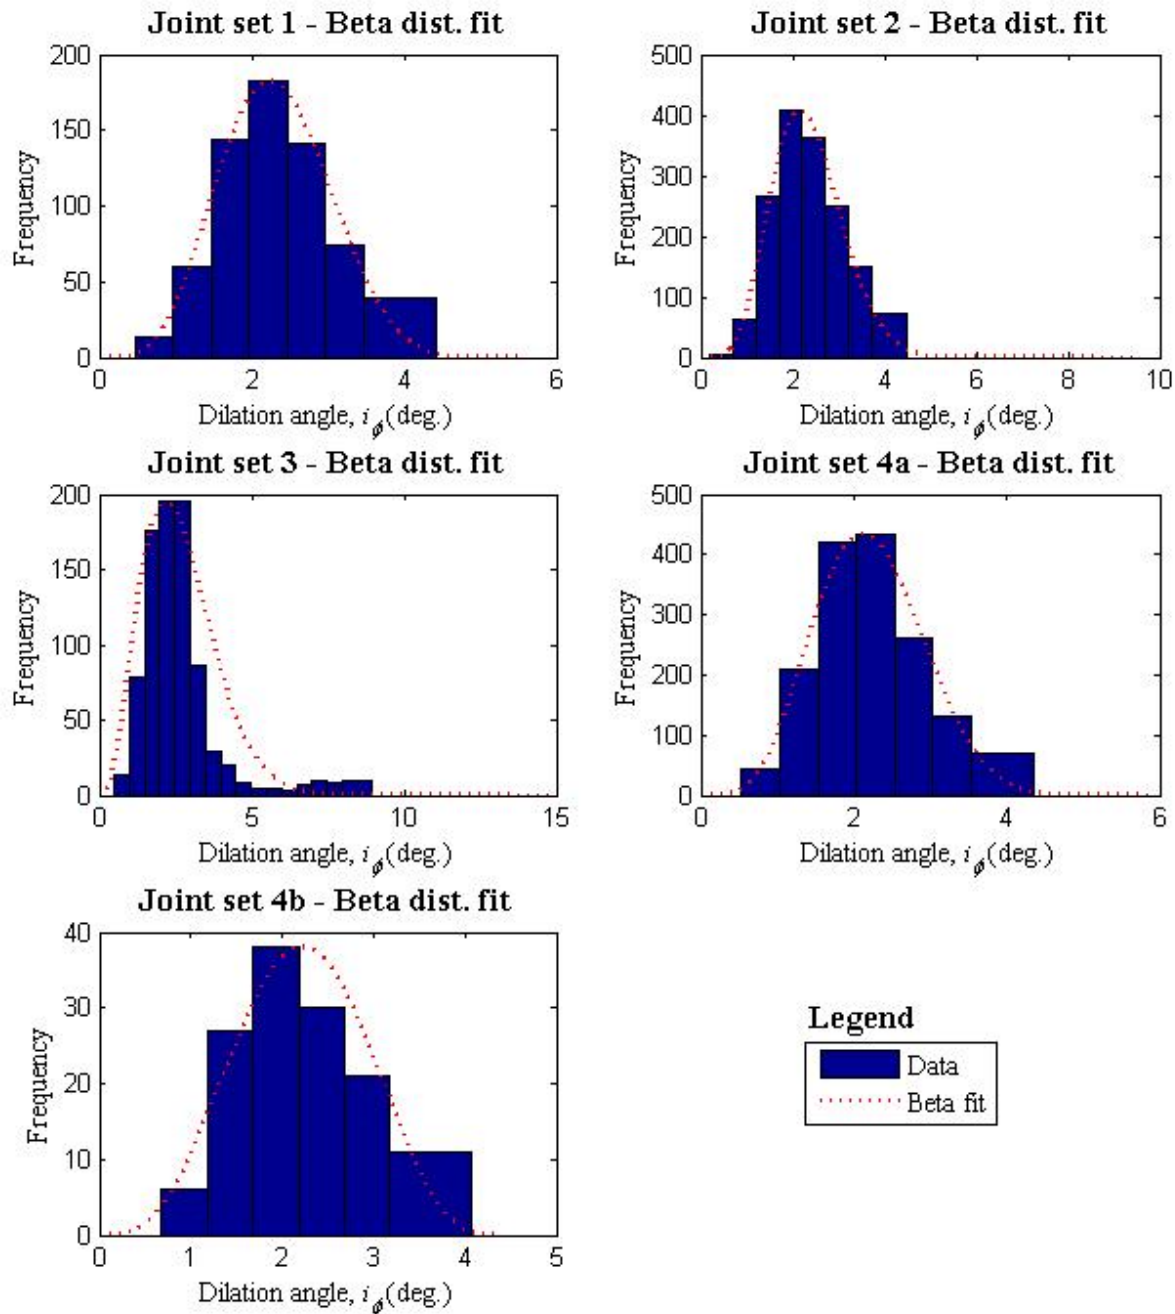 Joint set 1 - Beta dist. fit
200
150
100
50
0
Frequency
0 2 4 6
Dilation angle, iϕ(deg.)
Joint set 2 - Beta dist. fit
500
400
300
200
100
0
Frequency
0 2 4 6 8 10
Dilation angle, iϕ(deg.)
Joint set 3 - Beta dist. fit
200
150
100
50
0
Frequency
0 5 10 15
Dilation angle, iϕ(deg.)
Joint set 4a - Beta dist. fit
500
400
300
200
100
0
Frequency
0 2 4 6
Dilation angle, iϕ(deg.)
Joint set 4b - Beta dist. fit
40
30
20
10
0
Frequency
0 1 2 3 4 5
Dilation angle, iϕ(deg.)
Legend
Data
Beta fit